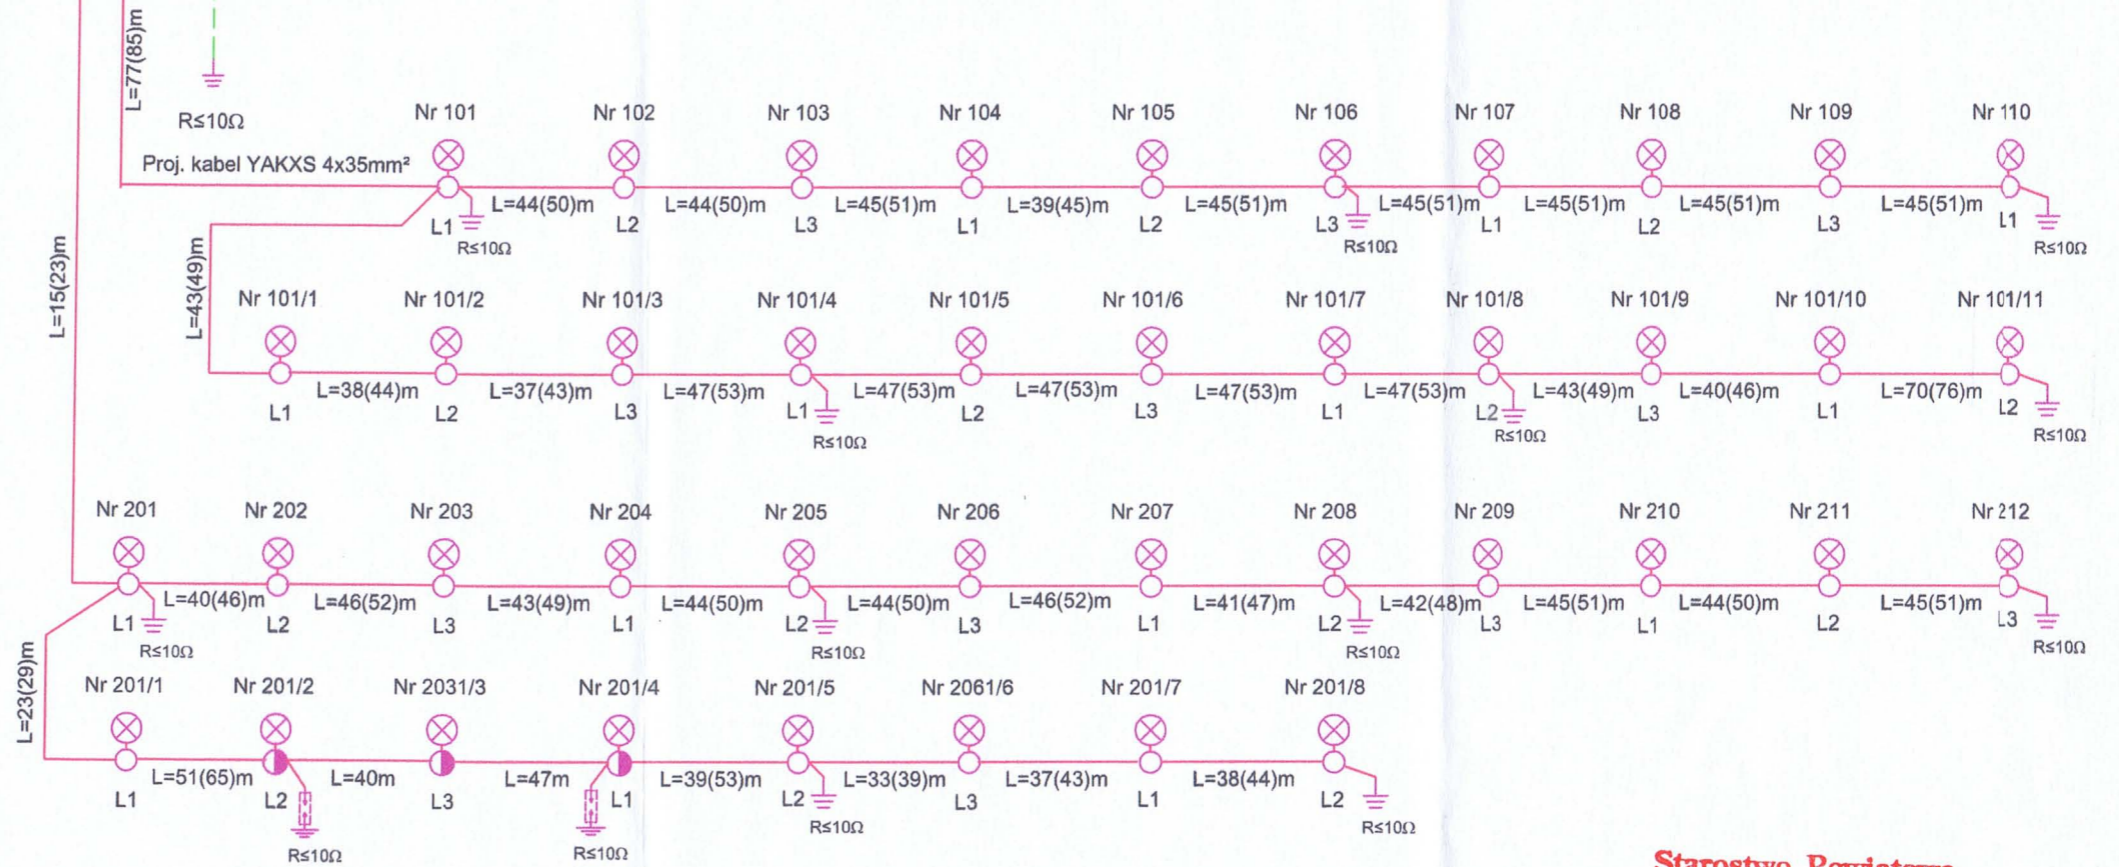 L=77(85)m
R≤10Ω
Proj. kabel YAKXS 4x35mm²
Nr 101 Nr 102 Nr 103 Nr 104 Nr 105 Nr 106 Nr 107 Nr 108 Nr 109 Nr 110
L=44(50)m L=44(50)m L=45(51)m L=39(45)m L=45(51)m L=45(51)m L=45(51)m L=45(51)m L=45(51)m
L1 L2 L3 L1 L2 L3 L1 L2 L3 L1
R≤10Ω R≤10Ω R≤10Ω
L=15(23)m
L=43(49)m
Nr 101/1 Nr 101/2 Nr 101/3 Nr 101/4 Nr 101/5 Nr 101/6 Nr 101/7 Nr 101/8 Nr 101/9 Nr 101/10 Nr 101/11
L=38(44)m L=37(43)m L=47(53)m L=47(53)m L=47(53)m L=47(53)m L=47(53)m L=43(49)m L=40(46)m L=70(76)m
L1 L2 L3 L1 L2 L3 L1 L2 L3 L1 L2
R≤10Ω R≤10Ω R≤10Ω
Nr 201 Nr 202 Nr 203 Nr 204 Nr 205 Nr 206 Nr 207 Nr 208 Nr 209 Nr 210 Nr 211 Nr 212
L=40(46)m L=46(52)m L=43(49)m L=44(50)m L=44(50)m L=46(52)m L=41(47)m L=42(48)m L=45(51)m L=44(50)m L=45(51)m
L1 L2 L3 L1 L2 L3 L1 L2 L3 L1 L2 L3
R≤10Ω R≤10Ω R≤10Ω R≤10Ω
L=23(29)m
Nr 201/1 Nr 201/2 Nr 2031/3 Nr 201/4 Nr 201/5 Nr 2061/6 Nr 201/7 Nr 201/8
L=51(65)m L=40m L=47m L=39(53)m L=33(39)m L=37(43)m L=38(44)m
L1 L2 L3 L1 L2 L3 L1 L2
R≤10Ω R≤10Ω R≤10Ω R≤10Ω
Starostwo Powiatowe